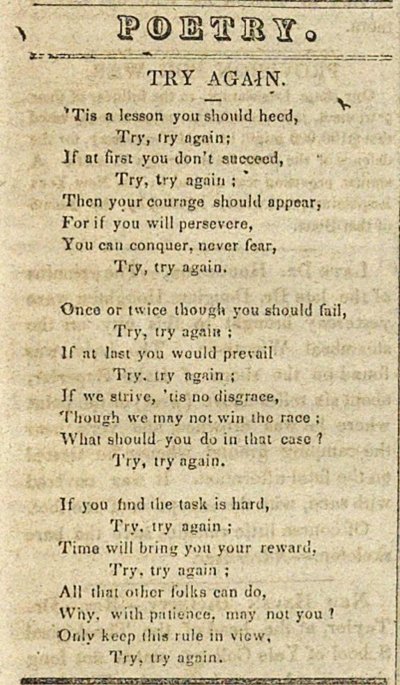 POETRY.
TRY AGAIN.
'Tis a lesson you should heed,
Try, try again;
If at first you don't succeed,
Try, try again;
Then your courage should appear,
For if you will persevere,
You can conquer, never fear,
Try, try again.
Once or twice though you should fail,
Try, try again;
If at last you would prevail
Try, try again;
If we strive, 'tis no disgrace,
Though we may not win the race;
What should you do in that case?
Try, try again.
If you find the task is hard,
Try, try again;
Time will bring you your reward,
Try, try again;
All that other folks can do,
Why, with patience, may not you?
Only keep this rule in view,
Try, try again.